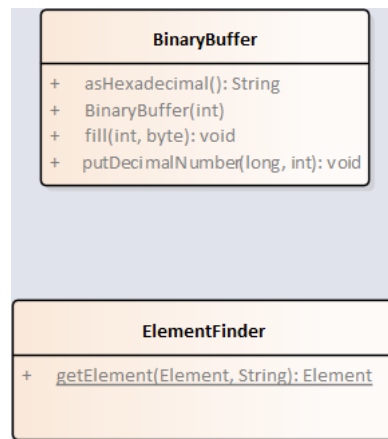 BinaryBuffer
+ asHexadecimal(): String
+ BinaryBuffer(int)
+ fill(int, byte): void
+ putDecimalNumber(long, int): void
ElementFinder
+ getElement(Element, String): Element